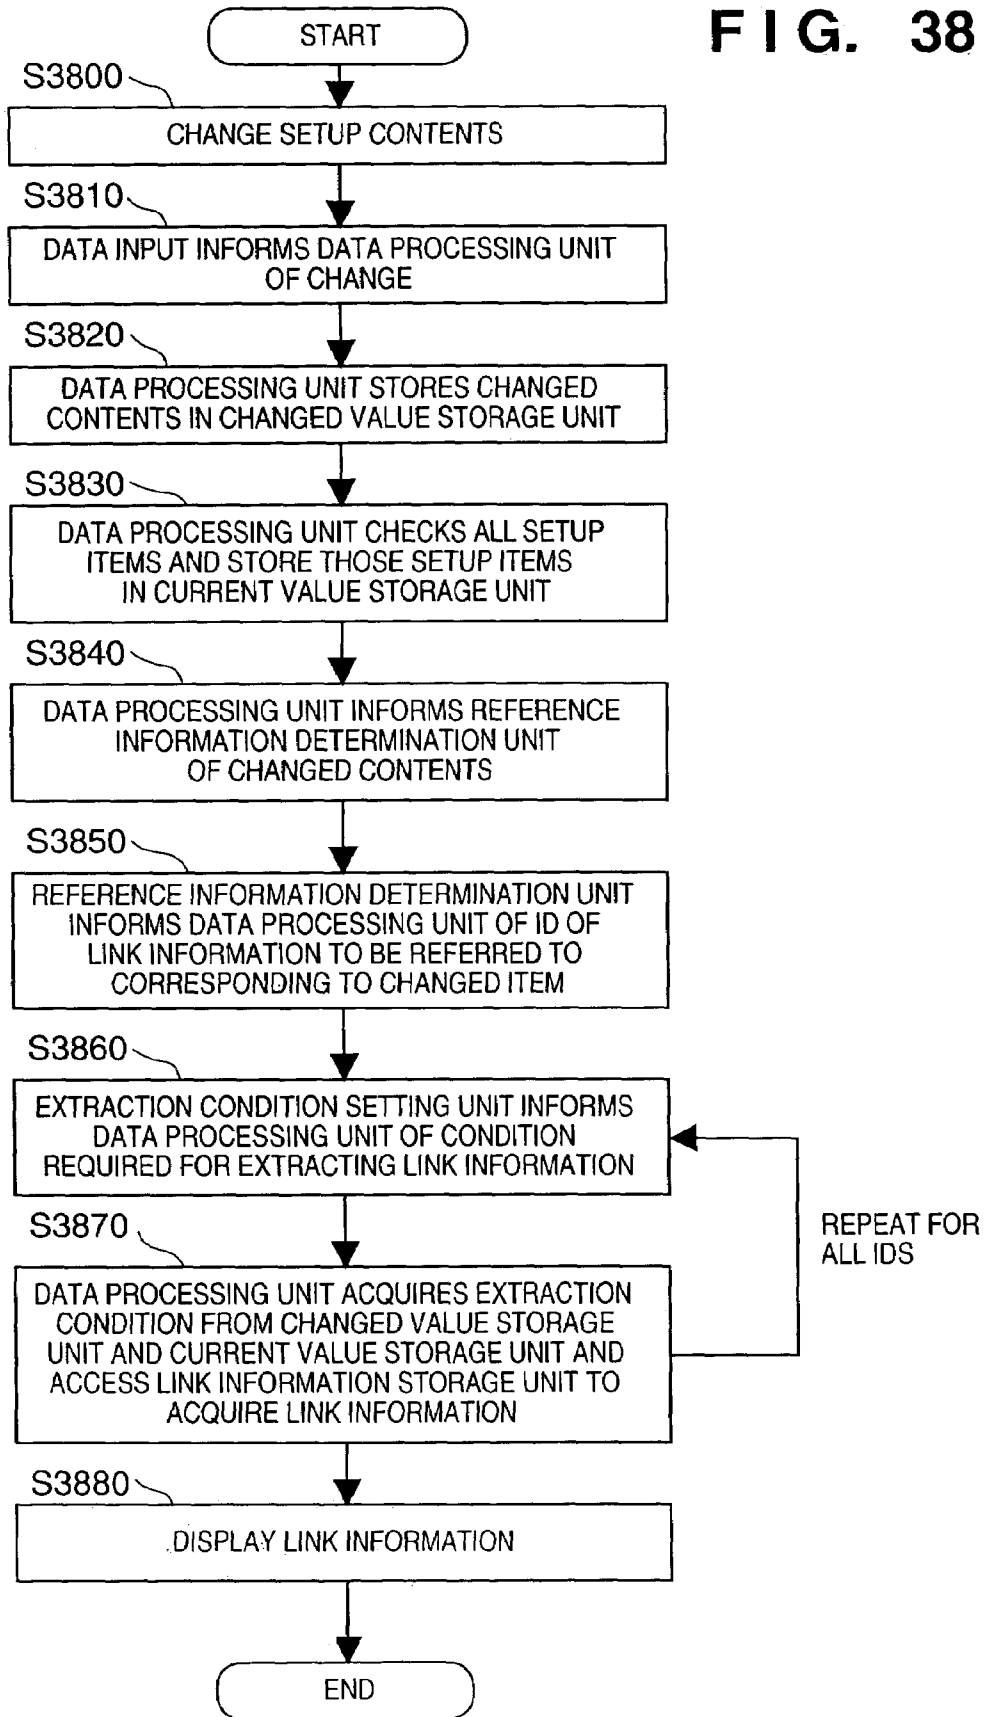 FIG. 38
START
S3800
CHANGE SETUP CONTENTS
S3810
DATA INPUT INFORMS DATA PROCESSING UNIT
OF CHANGE
S3820
DATA PROCESSING UNIT STORES CHANGED
CONTENTS IN CHANGED VALUE STORAGE UNIT
S3830
DATA PROCESSING UNIT CHECKS ALL SETUP
ITEMS AND STORE THOSE SETUP ITEMS
IN CURRENT VALUE STORAGE UNIT
S3840
DATA PROCESSING UNIT INFORMS REFERENCE
INFORMATION DETERMINATION UNIT
OF CHANGED CONTENTS
S3850
REFERENCE INFORMATION DETERMINATION UNIT
INFORMS DATA PROCESSING UNIT OF ID OF
LINK INFORMATION TO BE REFERRED TO
CORRESPONDING TO CHANGED ITEM
S3860
EXTRACTION CONDITION SETTING UNIT INFORMS
DATA PROCESSING UNIT OF CONDITION
REQUIRED FOR EXTRACTING LINK INFORMATION
REPEAT FOR
ALL IDS
S3870
DATA PROCESSING UNIT ACQUIRES EXTRACTION
CONDITION FROM CHANGED VALUE STORAGE
UNIT AND CURRENT VALUE STORAGE UNIT AND
ACCESS LINK INFORMATION STORAGE UNIT TO
ACQUIRE LINK INFORMATION
S3880
DISPLAY LINK INFORMATION
END